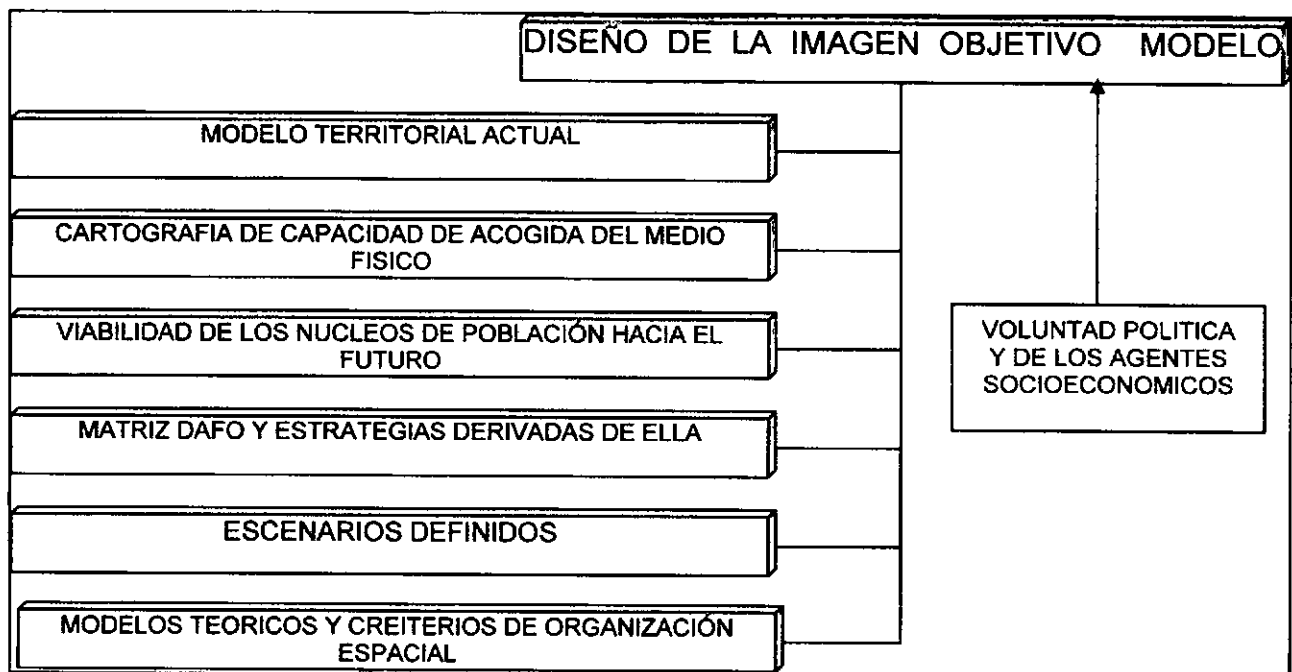 DISEÑO DE LA IMAGEN OBJETIVO MODELO
MODELO TERRITORIAL ACTUAL
CARTOGRAFIA DE CAPACIDAD DE ACOGIDA DEL MEDIO
FISICO
VIABILIDAD DE LOS NUCLEOS DE POBLACIÓN HACIA EL
FUTURO
MATRIZ DAFO Y ESTRATEGIAS DERIVADAS DE ELLA
ESCENARIOS DEFINIDOS
MODELOS TEORICOS Y CREITERIOS DE ORGANIZACIÓN
ESPACIAL
VOLUNTAD POLITICA
Y DE LOS AGENTES
SOCIOECONOMICOS